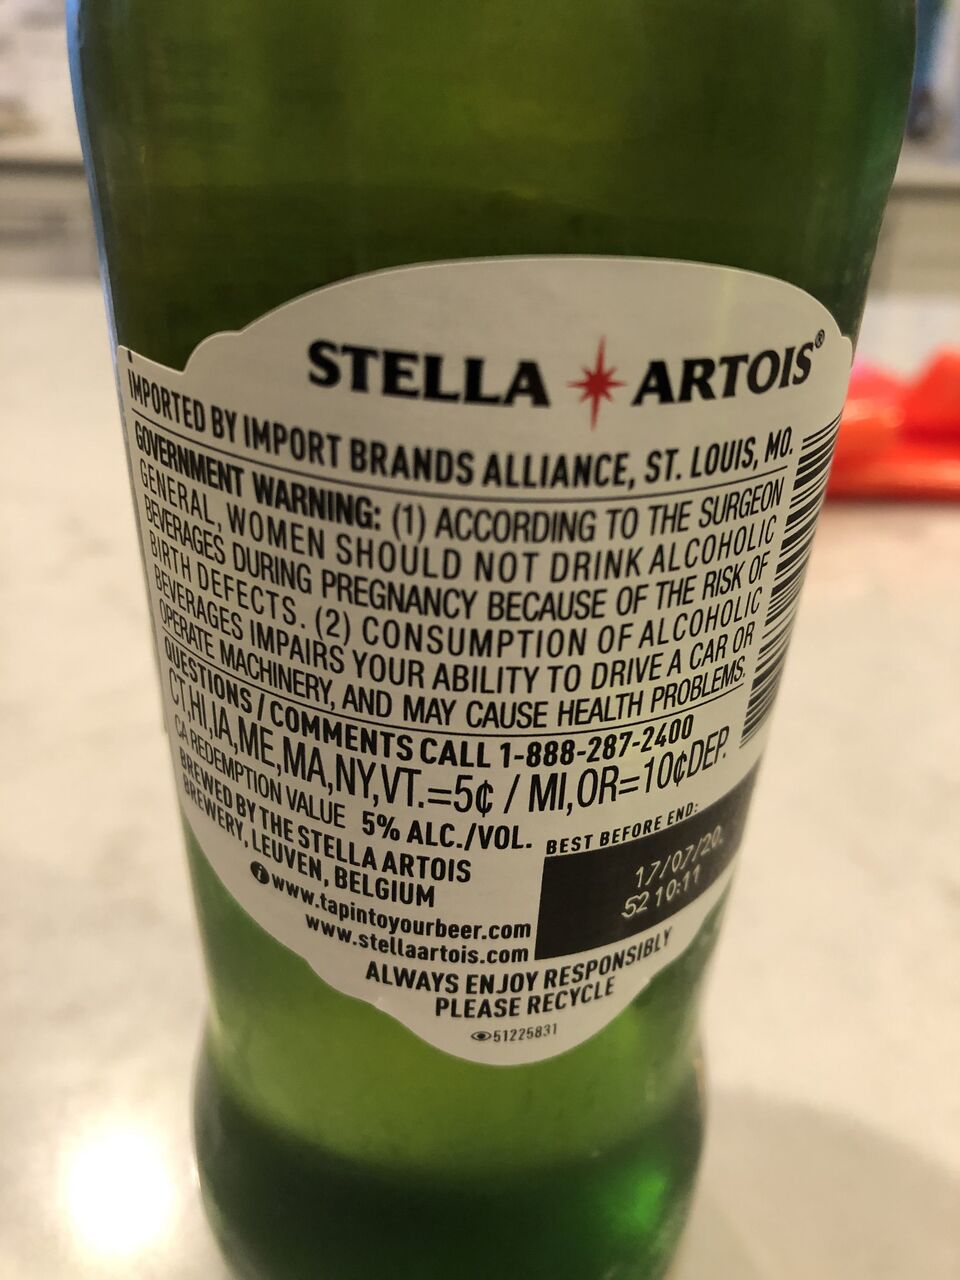 STELLA ARTOIS®
IMPORTED BY IMPORT BRANDS ALLIANCE, ST. LOUIS, MO.
GOVERNMENT WARNING: (1) ACCORDING TO THE SURGEON
GENERAL, WOMEN SHOULD NOT DRINK ALCOHOLIC
BEVERAGES DURING PREGNANCY BECAUSE OF THE RISK OF
BIRTH DEFECTS. (2) CONSUMPTION OF ALCOHOLIC
BEVERAGES IMPAIRS YOUR ABILITY TO DRIVE A CAR OR
OPERATE MACHINERY, AND MAY CAUSE HEALTH PROBLEMS.
QUESTIONS / COMMENTS CALL 1-888-287-2400
CT,HI,IA,ME,MA,NY,VT.=5¢ / MI,OR=10¢DEP.
CA REDEMPTION VALUE 5% ALC./VOL.
BREWED BY THE STELLA ARTOIS
BREWERY, LEUVEN, BELGIUM
www.tapintoyourbeer.com
www.stellaartois.com
BEST BEFORE END:
17/07/20
52 10:11
ALWAYS ENJOY RESPONSIBLY
PLEASE RECYCLE
51225831